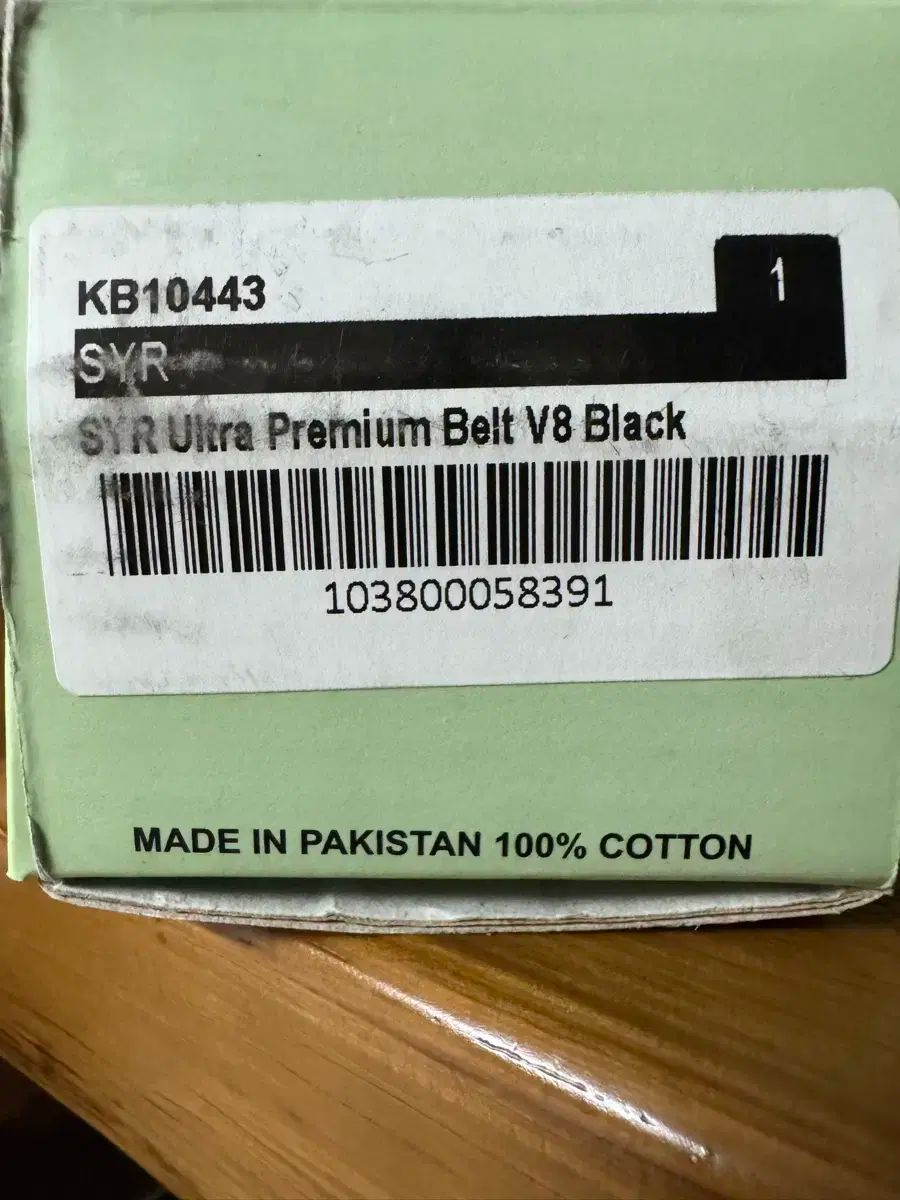 KB10443
1
SYR
SYR Ultra Premium Belt V8 Black
103800058391
MADE IN PAKISTAN 100% COTTON